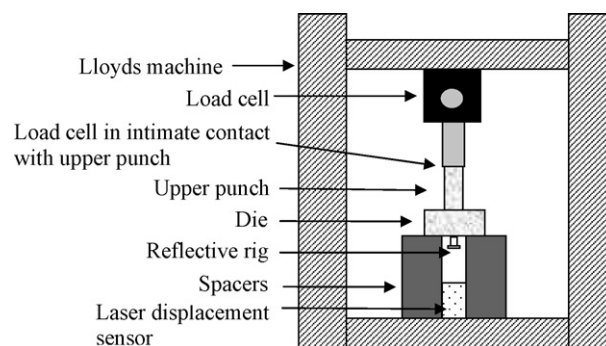 Lloyds machine
Load cell
Load cell in intimate contact
with upper punch
Upper punch
Die
Reflective rig
Spacers
Laser displacement
sensor